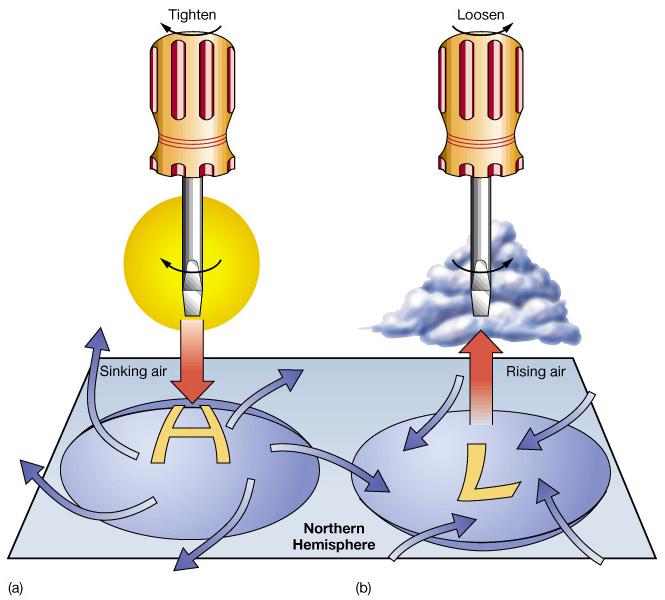 Tighten
Loosen
Sinking air
Rising air
H
L
Northern
Hemisphere
(a)
(b)